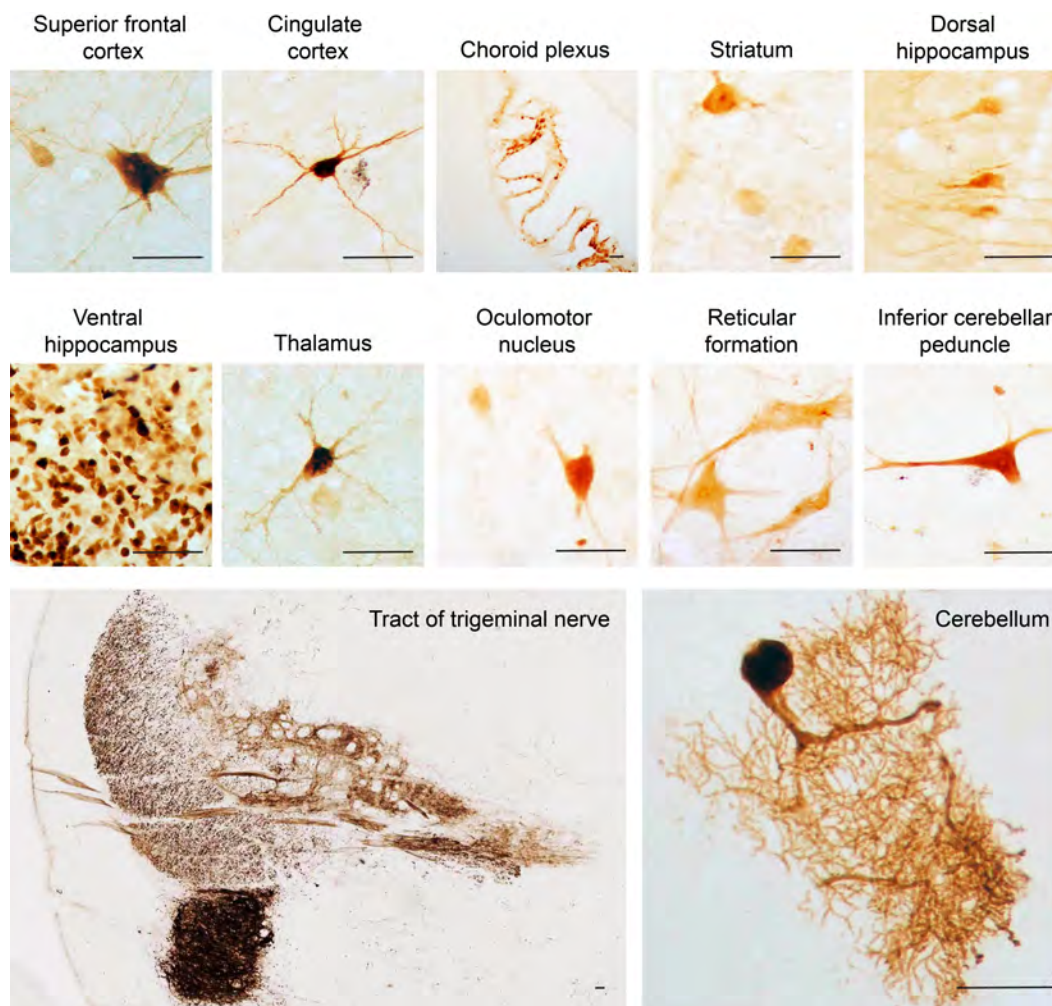 Superior frontal
cortex
Cingulate
cortex
Choroid plexus
Striatum
Dorsal
hippocampus
Ventral
hippocampus
Thalamus
Oculomotor
nucleus
Reticular
formation
Inferior cerebellar
peduncle
Tract of trigeminal nerve
Cerebellum